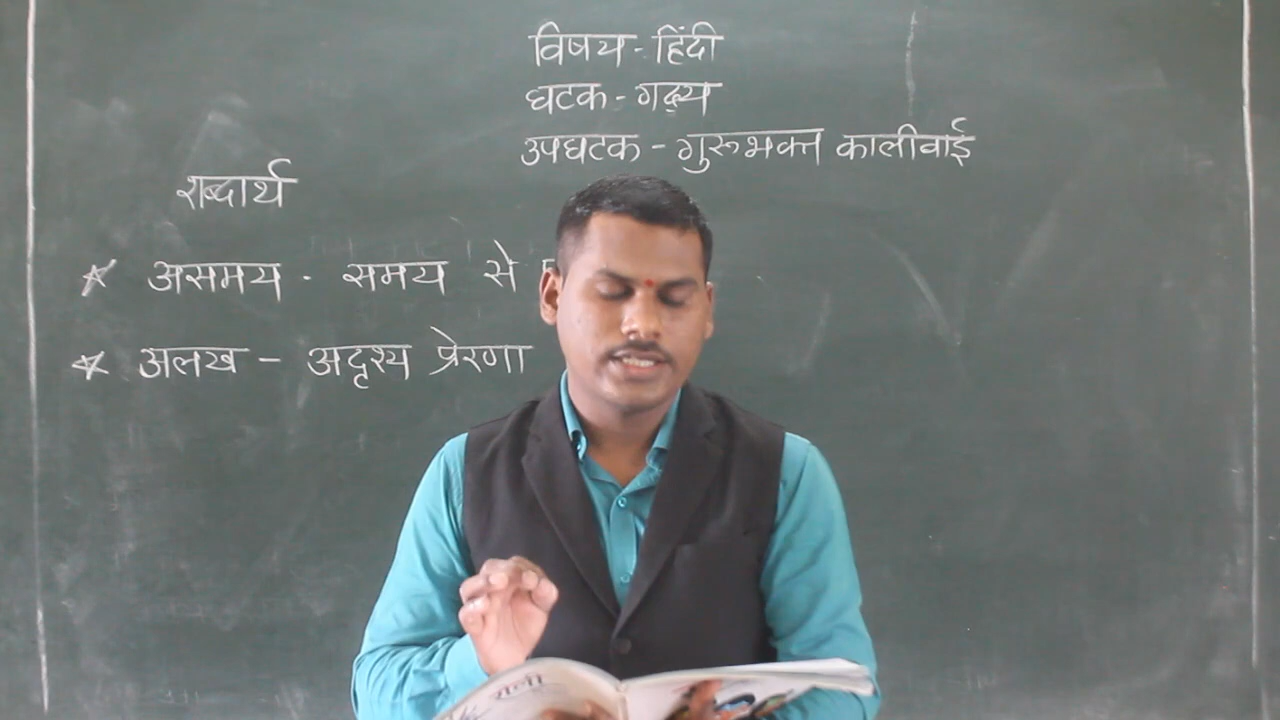 विषय - हिंदी
घटक - गद्य
उपघटक - गुरुभक्त कालीबाई
शब्दार्थ
* असमय - समय से
* अलख - अदृश्य प्रेरणा